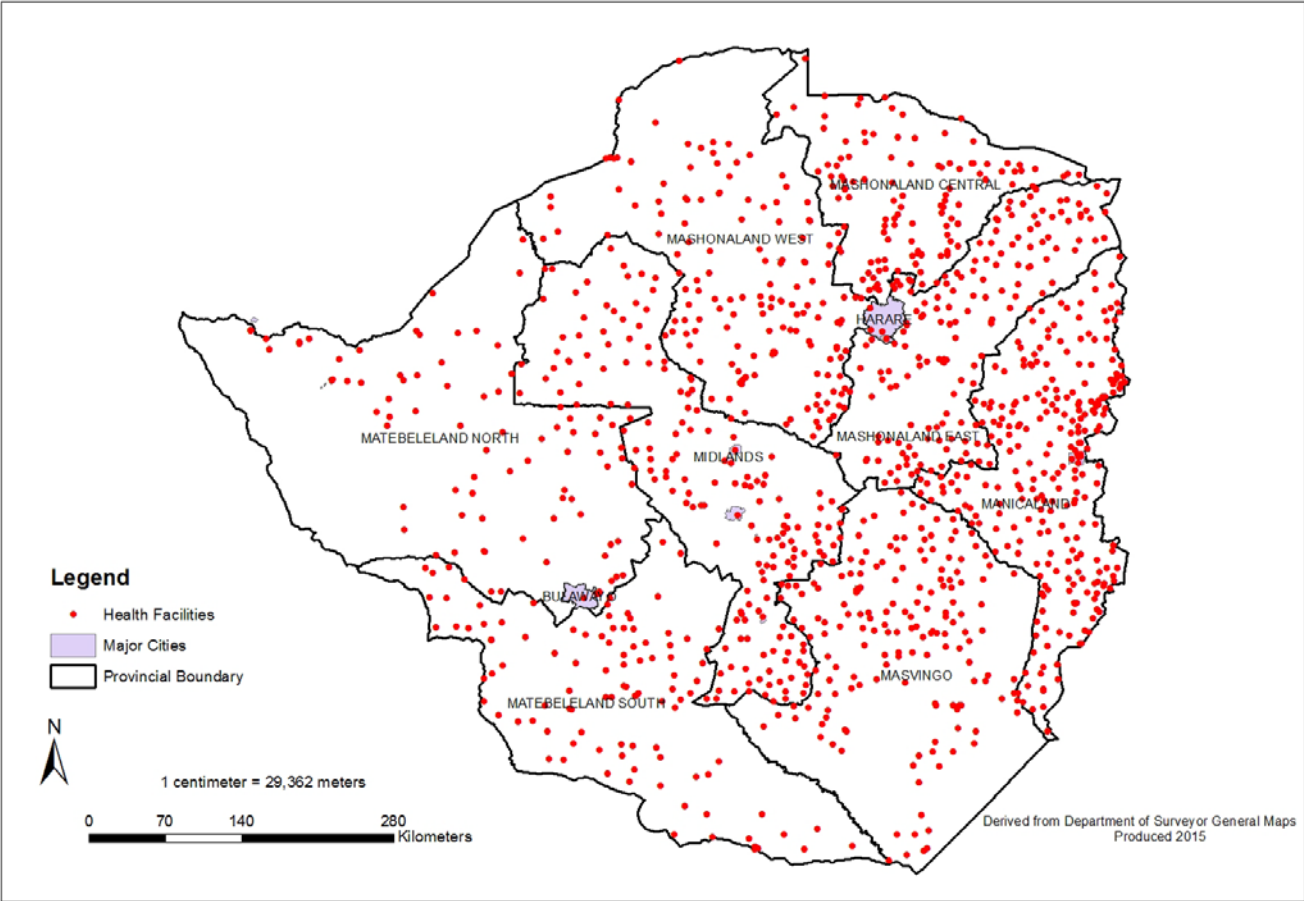 MASHONALAND CENTRAL
MASHONALAND WEST
HARARE
MATEBELELAND NORTH
MASHONALAND EAST
MIDLANDS
MANICALAND
BULAWAYO
MASVINGO
MATEBELELAND SOUTH
Legend
Health Facilities
Major Cities
Provincial Boundary
N
1 centimeter = 29,362 meters
0 70 140 280
Kilometers
Derived from Department of Surveyor General Maps
Produced 2015